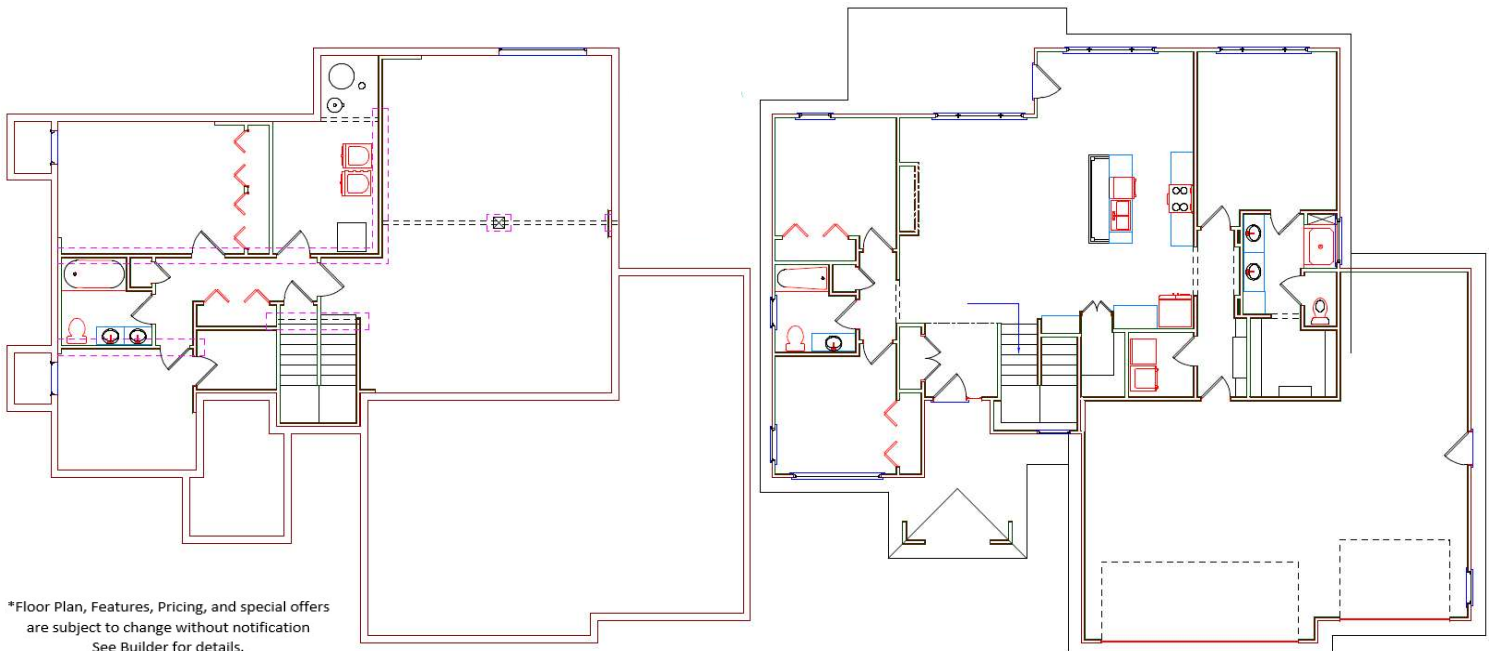 *Floor Plan, Features, Pricing, and special offers
are subject to change without notification
See Builder for details.